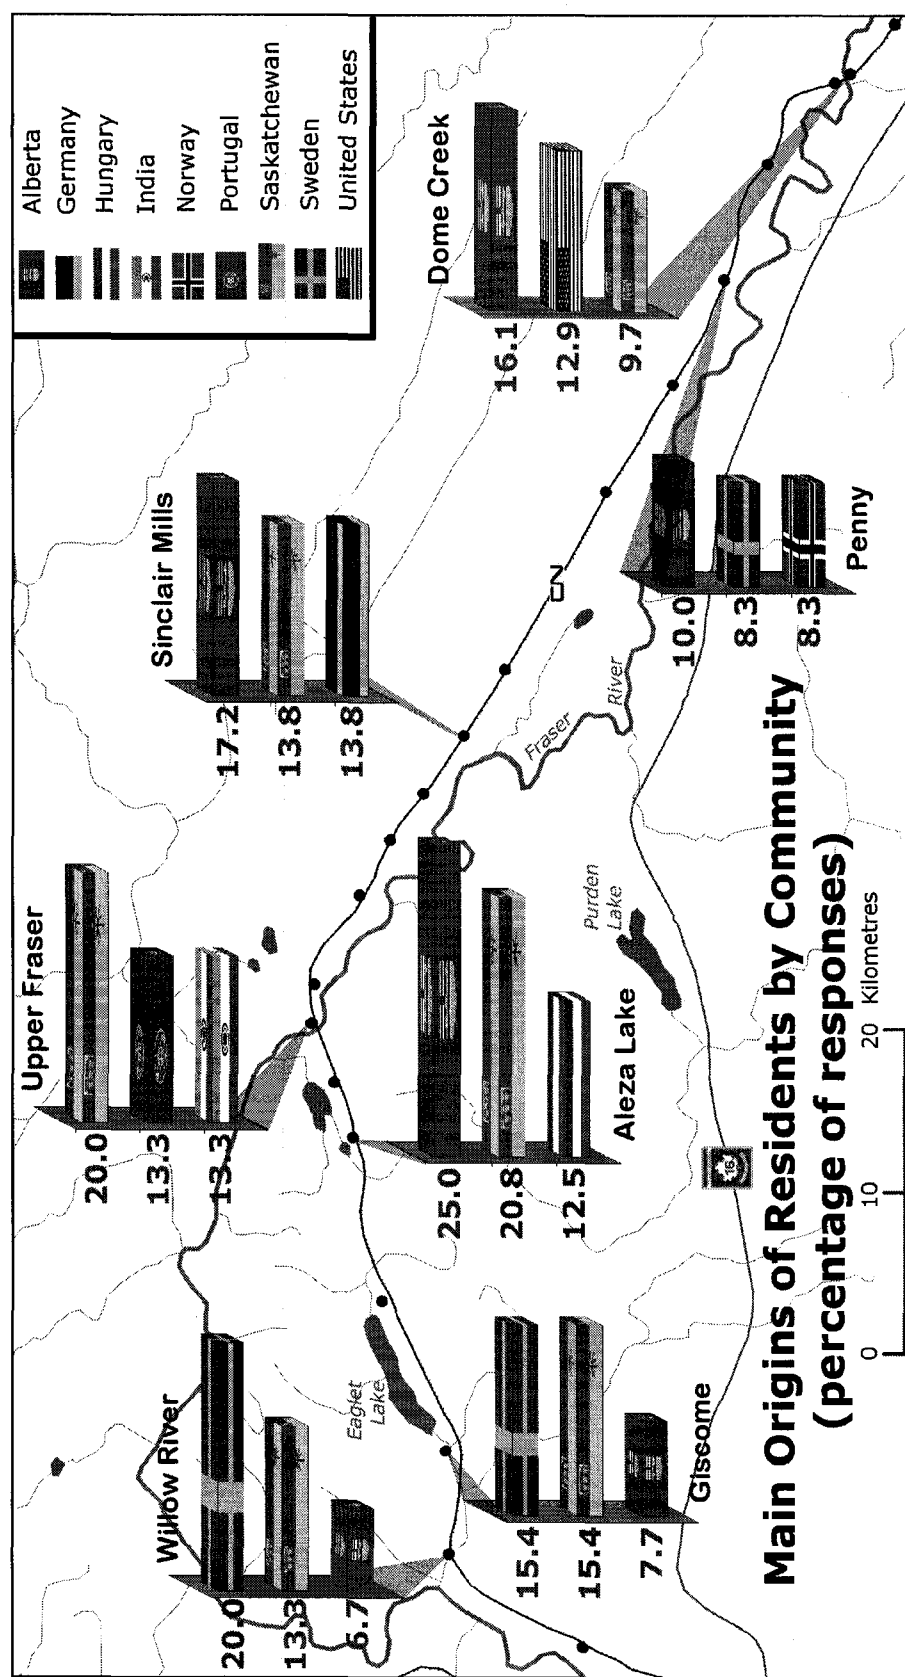 Alberta
Germany
Hungary
India
Norway
Portugal
Saskatchewan
Sweden
United States
Willow River
20.0
13.3
6.7
Upper Fraser
20.0
13.3
13.3
Sinclair Mills
17.2
13.8
13.8
Dome Creek
16.1
12.9
9.7
Eaglet
Lake
Giscome
15.4
15.4
7.7
Aleza Lake
25.0
20.8
12.5
Penny
10.0
8.3
8.3
Fraser
River
Purden
Lake
16
Main Origins of Residents by Community
(percentage of responses)
0
10
20
Kilometres